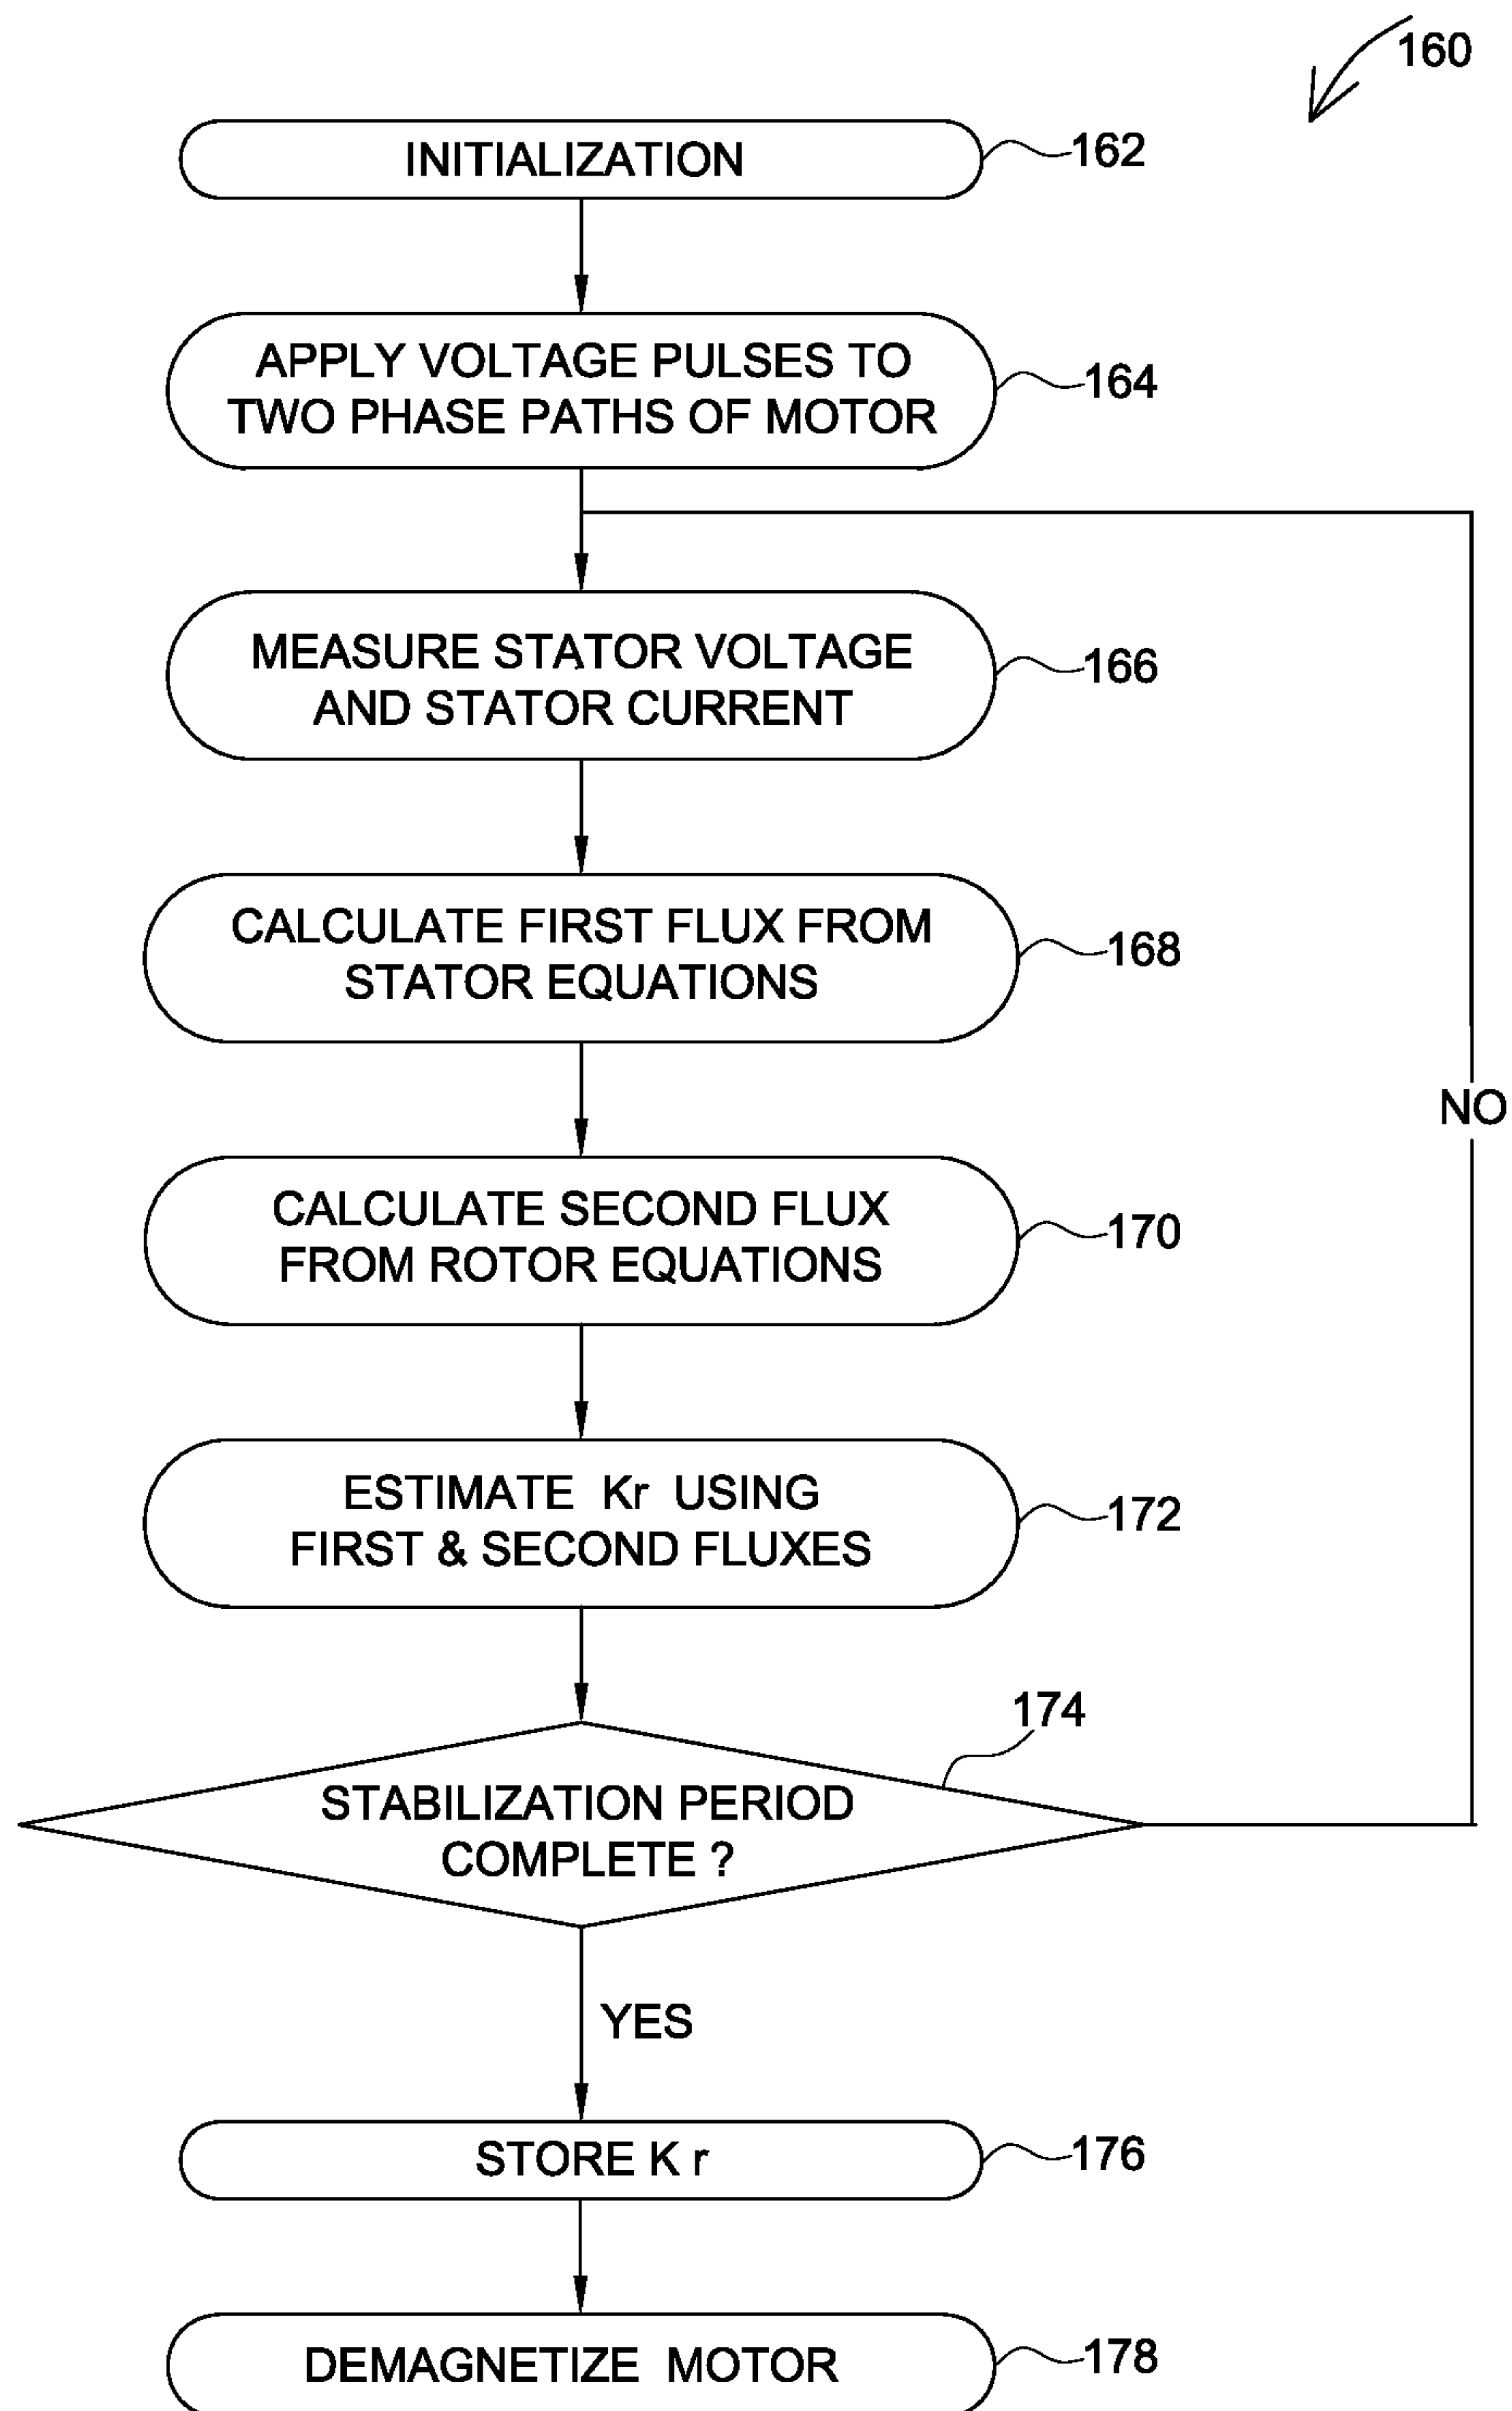 160
INITIALIZATION
162
APPLY VOLTAGE PULSES TO
TWO PHASE PATHS OF MOTOR
164
MEASURE STATOR VOLTAGE
AND STATOR CURRENT
166
CALCULATE FIRST FLUX FROM
STATOR EQUATIONS
168
NO
CALCULATE SECOND FLUX
FROM ROTOR EQUATIONS
170
ESTIMATE Kr USING
FIRST & SECOND FLUXES
172
174
STABILIZATION PERIOD
COMPLETE ?
YES
STORE K r
176
DEMAGNETIZE MOTOR
178